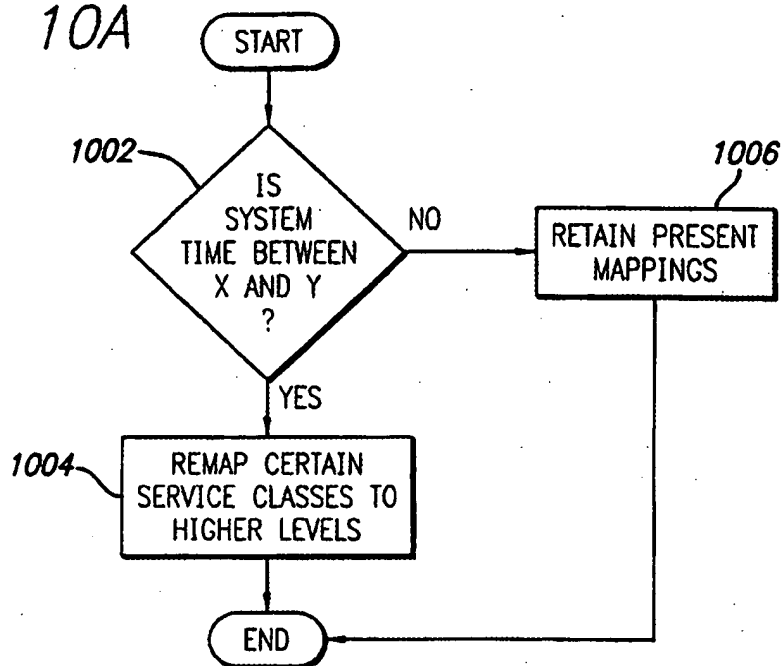 10A
START
1002
IS
SYSTEM
TIME BETWEEN
X AND Y
?
NO
1006
RETAIN PRESENT
MAPPINGS
YES
1004
REMAP CERTAIN
SERVICE CLASSES TO
HIGHER LEVELS
END